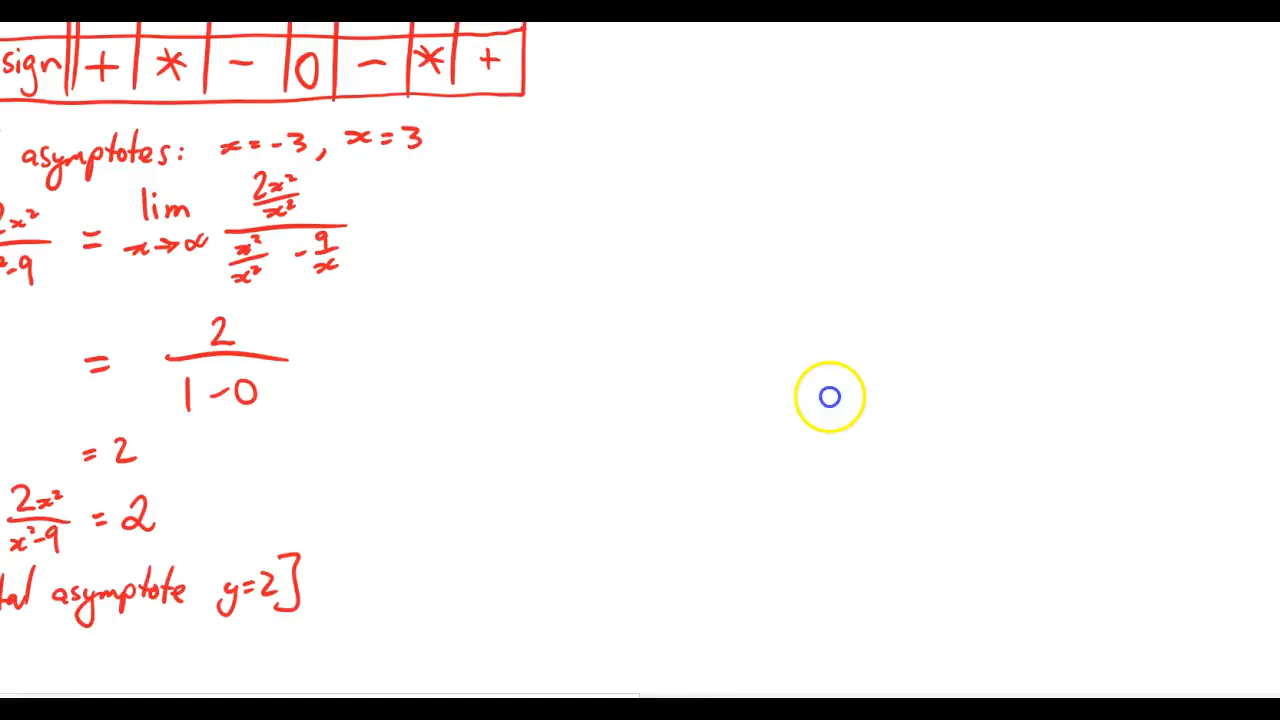 sign + * - 0 - * +
asymptotes: x=-3, x=3
2x²/x²-9 = lim x→∞ (2x²/x²)/(x²/x² - 9/x)
= 2/(1-0)
= 2
2x²/(x²-9) = 2
asymptote y=2]